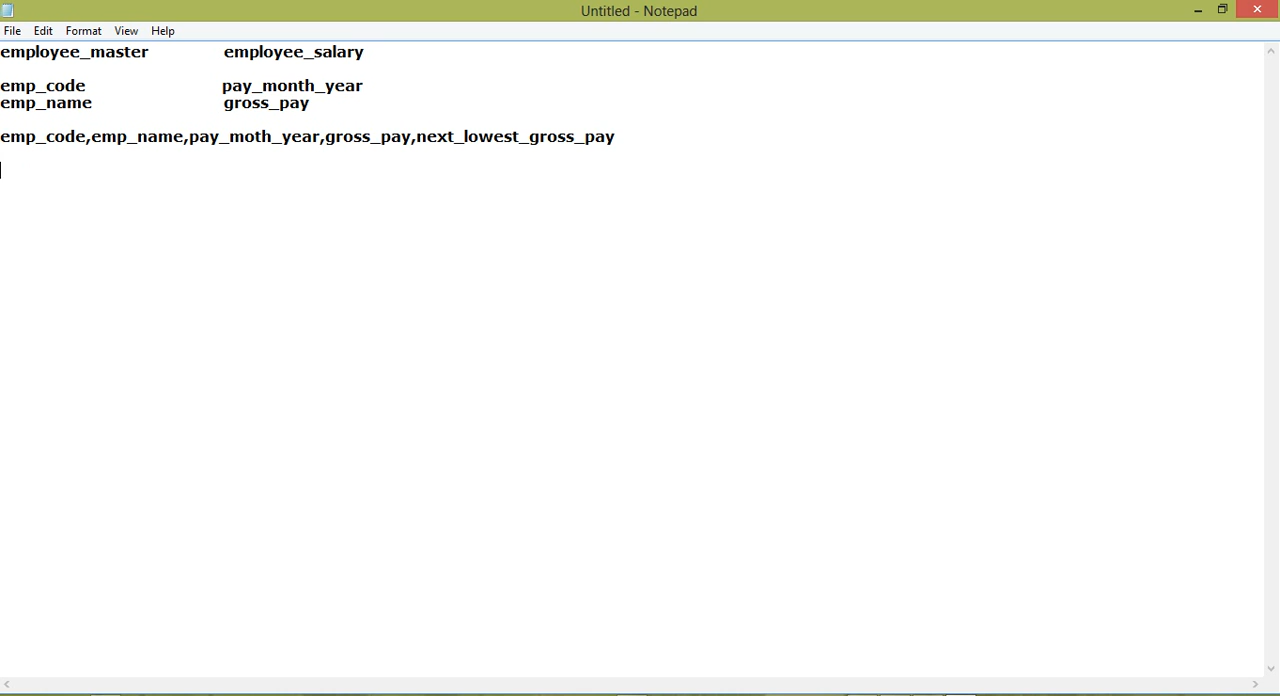 Untitled - Notepad
File Edit Format View Help
employee_master employee_salary
emp_code pay_month_year
emp_name gross_pay
emp_code,emp_name,pay_moth_year,gross_pay,next_lowest_gross_pay